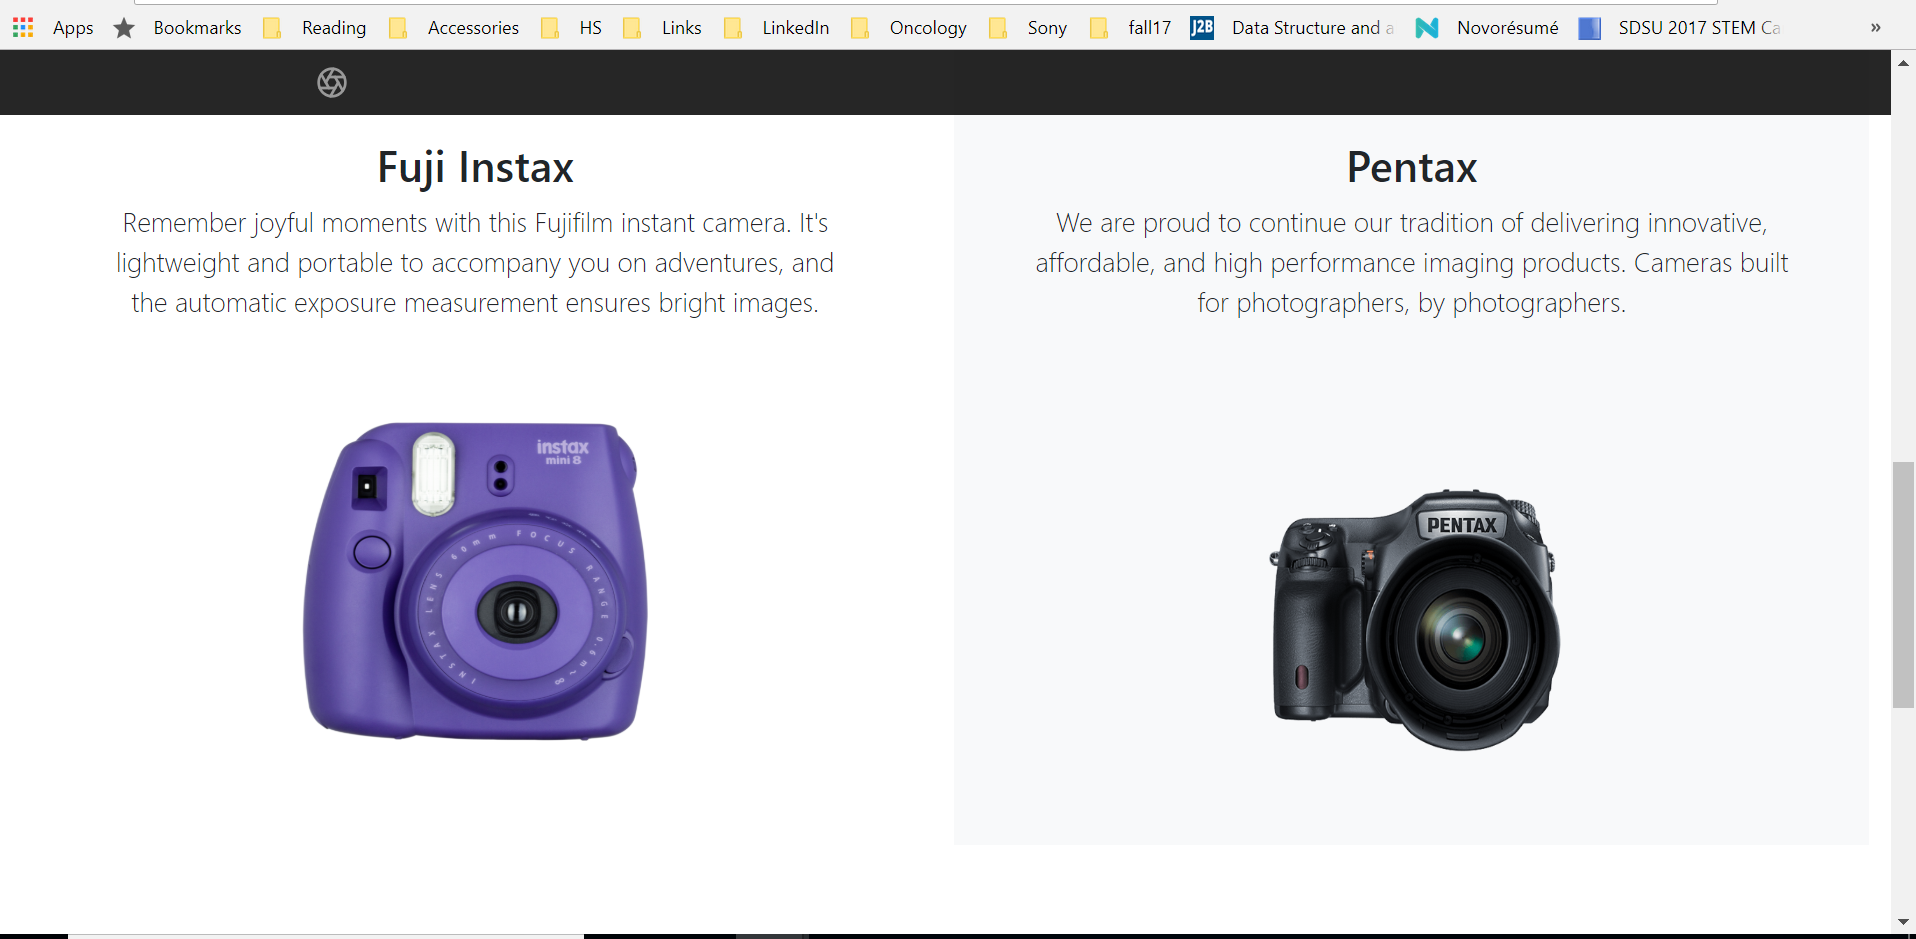 Apps Bookmarks Reading Accessories HS Links LinkedIn Oncology Sony fall17 J2B Data Structure and a Novorésumé SDSU 2017 STEM Ca »
Fuji Instax
Remember joyful moments with this Fujifilm instant camera. It's
lightweight and portable to accompany you on adventures, and
the automatic exposure measurement ensures bright images.
instax
mini 8
INSTAX LENS 60mm FOCUS RANGE 0.6m~∞
Pentax
We are proud to continue our tradition of delivering innovative,
affordable, and high performance imaging products. Cameras built
for photographers, by photographers.
PENTAX